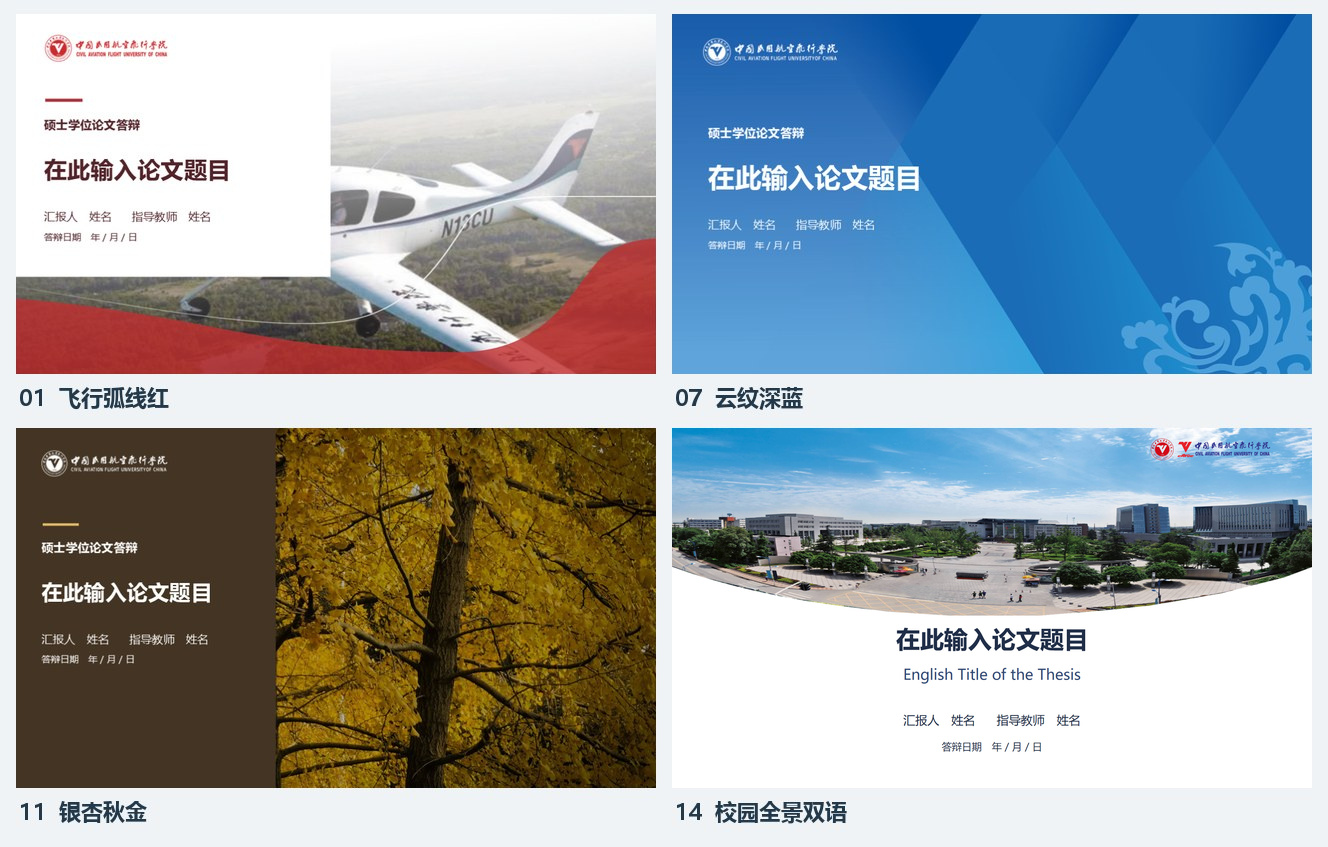 中国民用航空飞行学院
CIVIL AVIATION FLIGHT UNIVERSITY OF CHINA
硕士学位论文答辩
在此输入论文题目
汇报人 姓名 指导教师 姓名
答辩日期 年 / 月 / 日
N13CU
01 飞行弧线红
中国民用航空飞行学院
CIVIL AVIATION FLIGHT UNIVERSITY OF CHINA
硕士学位论文答辩
在此输入论文题目
汇报人 姓名 指导教师 姓名
答辩日期 年 / 月 / 日
07 云纹深蓝
中国民用航空飞行学院
CIVIL AVIATION FLIGHT UNIVERSITY OF CHINA
硕士学位论文答辩
在此输入论文题目
汇报人 姓名 指导教师 姓名
答辩日期 年 / 月 / 日
11 银杏秋金
中国民用航空飞行学院
CIVIL AVIATION FLIGHT UNIVERSITY OF CHINA
在此输入论文题目
English Title of the Thesis
汇报人 姓名 指导教师 姓名
答辩日期 年 / 月 / 日
14 校园全景双语